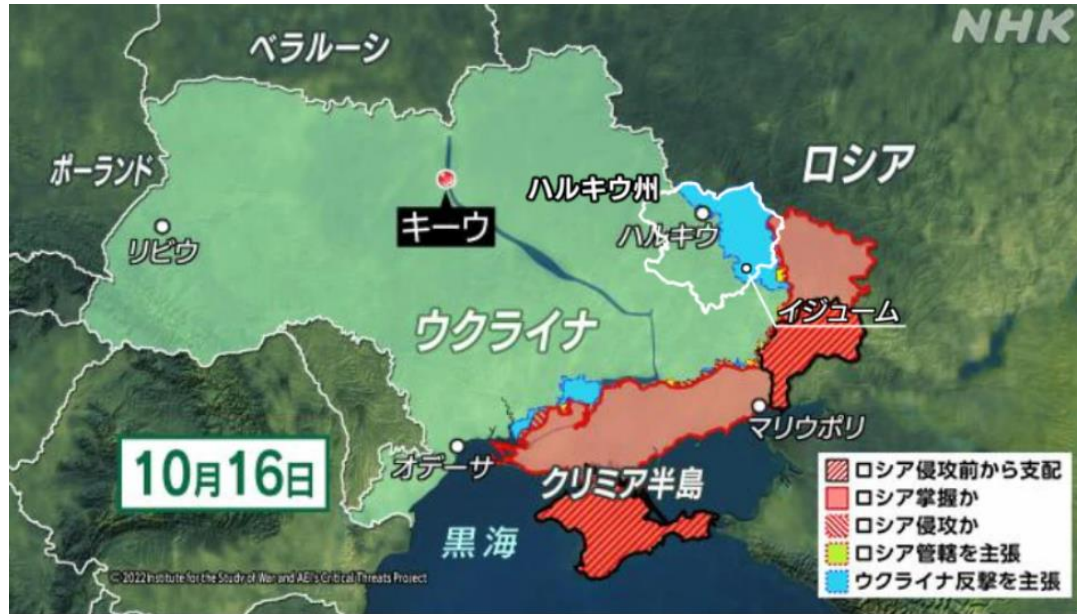 NHK
ベラルーシ
ポーランド
ロシア
ハルキウ州
キーウ
ハルキウ
リビウ
イジューム
ウクライナ
マリウポリ
オデーサ
クリミア半島
10月16日
黒海
ロシア侵攻前から支配
ロシア掌握か
ロシア侵攻か
ロシア管轄を主張
ウクライナ反撃を主張
© 2022 Institute for the Study of War and AEI's Critical Threats Project